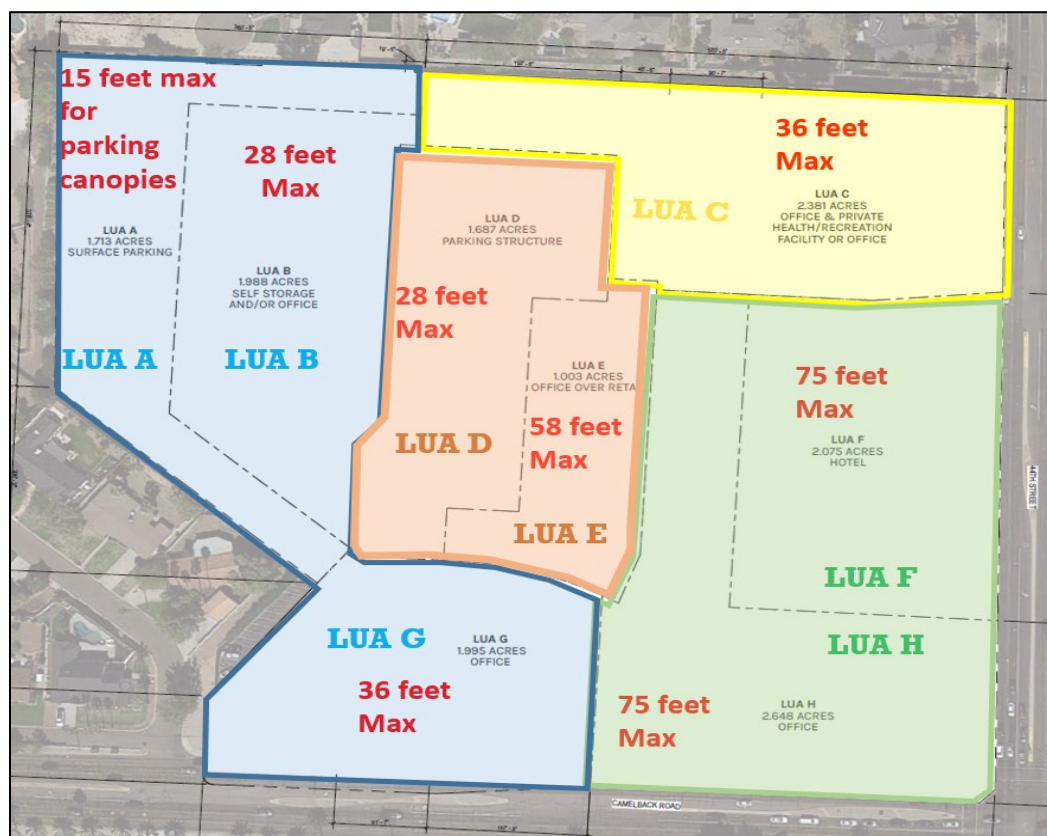 15 feet max
for
parking
canopies
28 feet
Max
36 feet
Max
LUA A
1.713 ACRES
SURFACE PARKING
LUA B
1.988 ACRES
SELF STORAGE
AND/OR OFFICE
LUA D
1.687 ACRES
PARKING STRUCTURE
LUA C
LUA C
2.381 ACRES
OFFICE & PRIVATE
HEALTH/RECREATION
FACILITY OR OFFICE
28 feet
Max
LUA A
LUA B
LUA E
1.003 ACRES
OFFICE OVER RETA
75 feet
Max
LUA D
58 feet
Max
LUA F
2.075 ACRES
HOTEL
44TH STREET
LUA E
LUA F
LUA G
LUA G
1.995 ACRES
OFFICE
LUA H
36 feet
Max
75 feet
Max
LUA H
2.648 ACRES
OFFICE
CAMELBACK ROAD